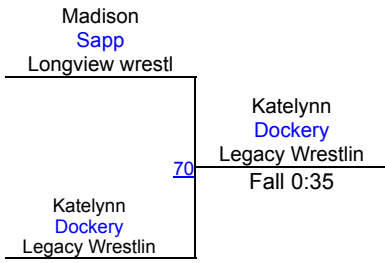 Madison
Sapp
Longview wrestl
Katelynn
Dockery
Legacy Wrestlin
70
Fall 0:35
Katelynn
Dockery
Legacy Wrestlin